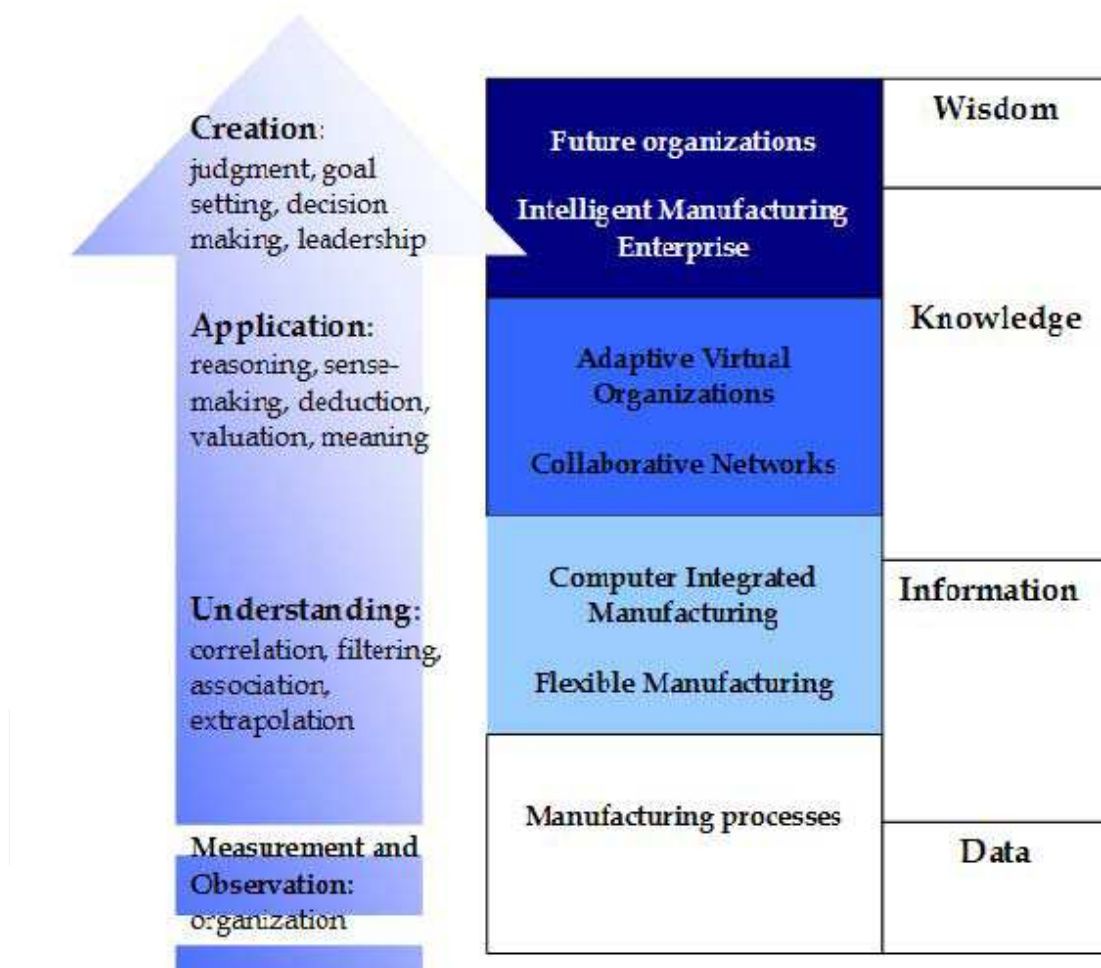 Creation:
judgment, goal
setting, decision
making, leadership
Application:
reasoning, sense-
making, deduction,
valuation, meaning
Understanding:
correlation, filtering,
association,
extrapolation
Measurement and
Observation:
organization
Future organizations
Intelligent Manufacturing
Enterprise
Adaptive Virtual
Organizations
Collaborative Networks
Computer Integrated
Manufacturing
Flexible Manufacturing
Manufacturing processes
Wisdom
Knowledge
Information
Data